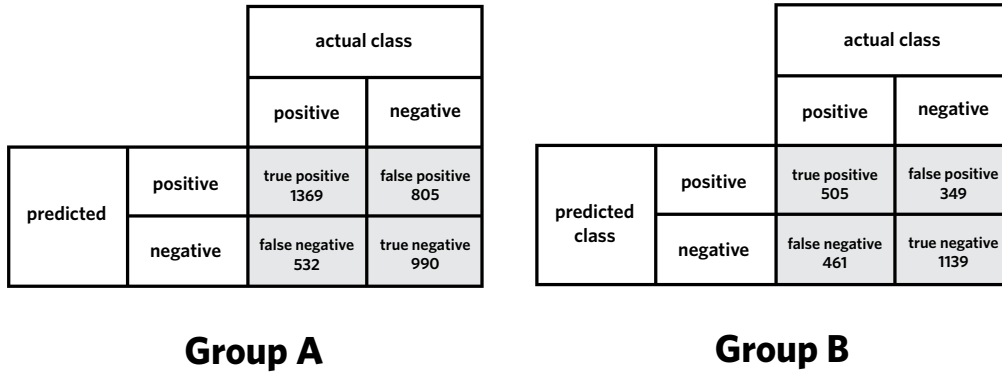 actual class
positive
negative
predicted
positive
true positive
1369
false positive
805
negative
false negative
532
true negative
990
Group A
actual class
positive
negative
predicted
class
positive
true positive
505
false positive
349
negative
false negative
461
true negative
1139
Group B